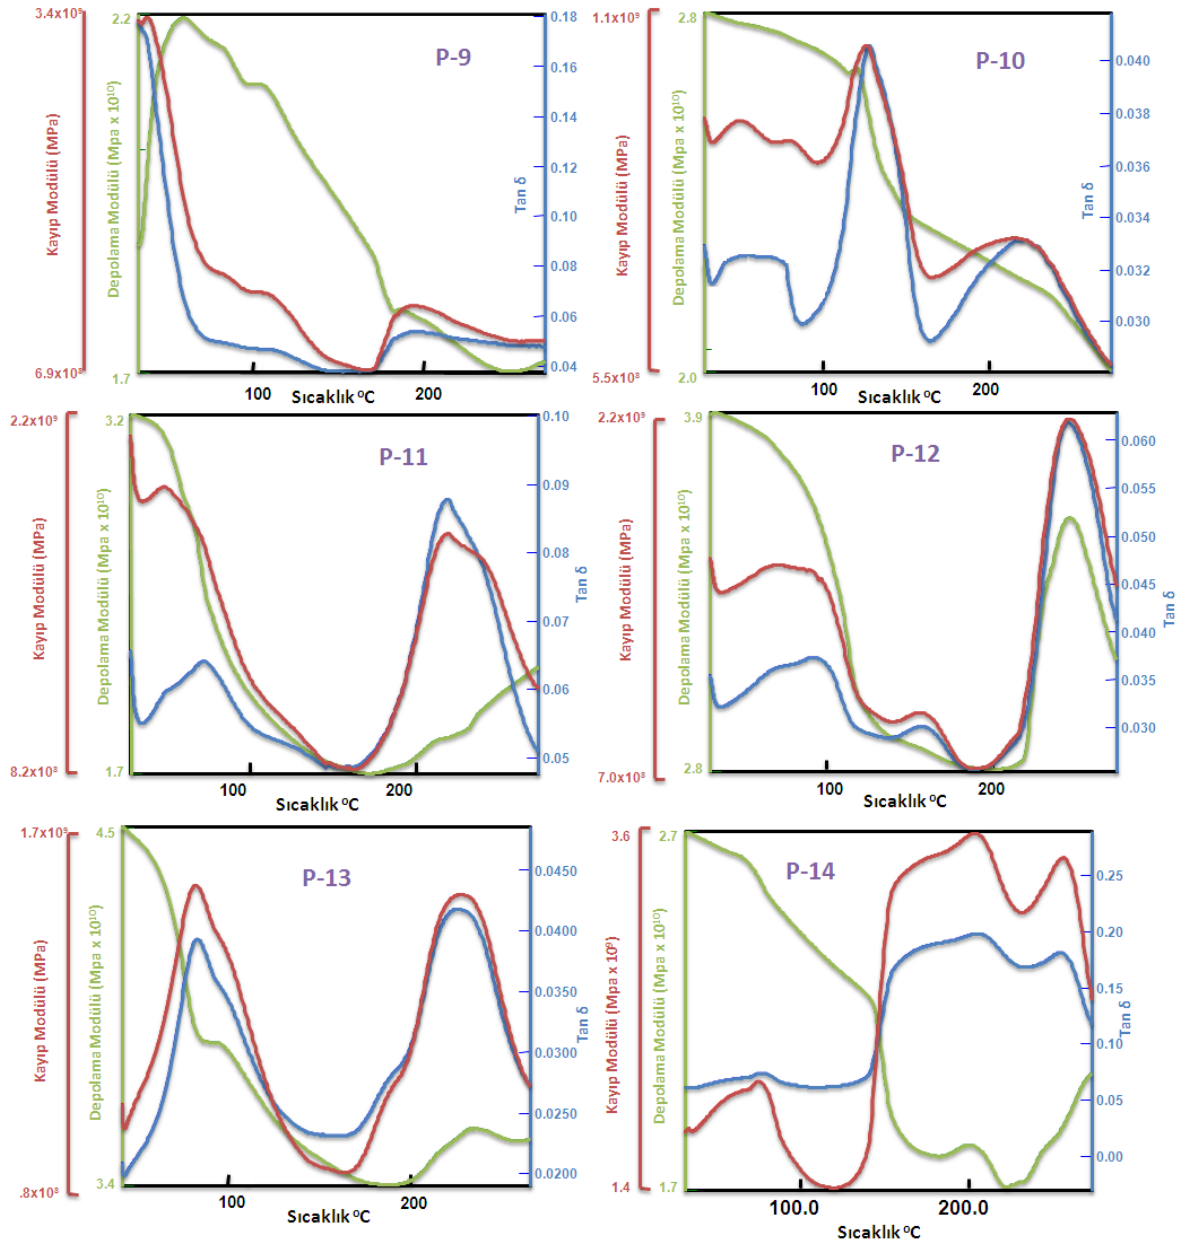 P-9
3.4x10⁹
Kayıp Modülü (MPa)
6.9x10⁸
2.2
Depolama Modülü (Mpa x 10¹⁰)
1.7
0.18
0.16
0.14
0.12
0.10
0.08
0.06
0.04
Tan δ
100
200
Sıcaklık ⁰C
P-10
1.1x10⁹
Kayıp Modülü (MPa)
5.5x10⁸
2.8
Depolama Modülü (Mpa x 10¹⁰)
2.0
0.040
0.038
0.036
0.034
0.032
0.030
Tan δ
100
200
Sıcaklık ⁰C
P-11
2.2x10⁹
Kayıp Modülü (MPa)
8.2x10⁸
3.2
Depolama Modülü (Mpa x 10¹⁰)
1.7
0.10
0.09
0.08
0.07
0.06
0.05
Tan δ
100
200
Sıcaklık ⁰C
P-12
2.2x10⁹
Kayıp Modülü (MPa)
7.0x10⁸
3.9
Depolama Modülü (Mpa x 10¹⁰)
2.8
0.060
0.055
0.050
0.045
0.040
0.035
0.030
Tan δ
100
200
Sıcaklık ⁰C
P-13
1.7x10⁹
Kayıp Modülü (MPa)
.8x10⁸
4.5
Depolama Modülü (Mpa x 10¹⁰)
3.4
0.0450
0.0400
0.0350
0.0300
0.0250
0.0200
Tan δ
100
200
Sıcaklık ⁰C
P-14
3.6
Kayıp Modülü (Mpa x 10⁹)
1.4
2.7
Depolama Modülü (Mpa x 10¹⁰)
1.7
0.25
0.20
0.15
0.10
0.05
0.00
Tan δ
100.0
200.0
Sıcaklık ⁰C